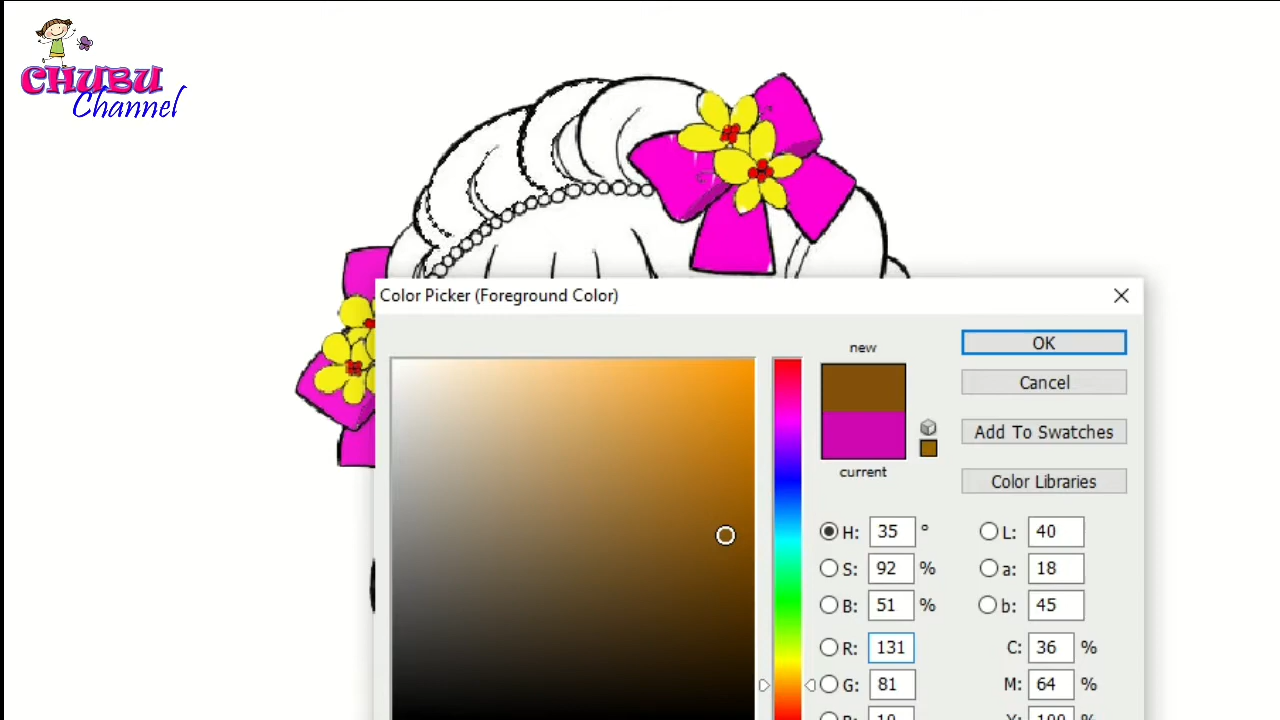 CHUBU
Channel
Color Picker (Foreground Color)
new
OK
Cancel
Add To Swatches
current
Color Libraries
H: 35 °
L: 40
S: 92 %
a: 18
B: 51 %
b: 45
R: 131
C: 36 %
G: 81
M: 64 %